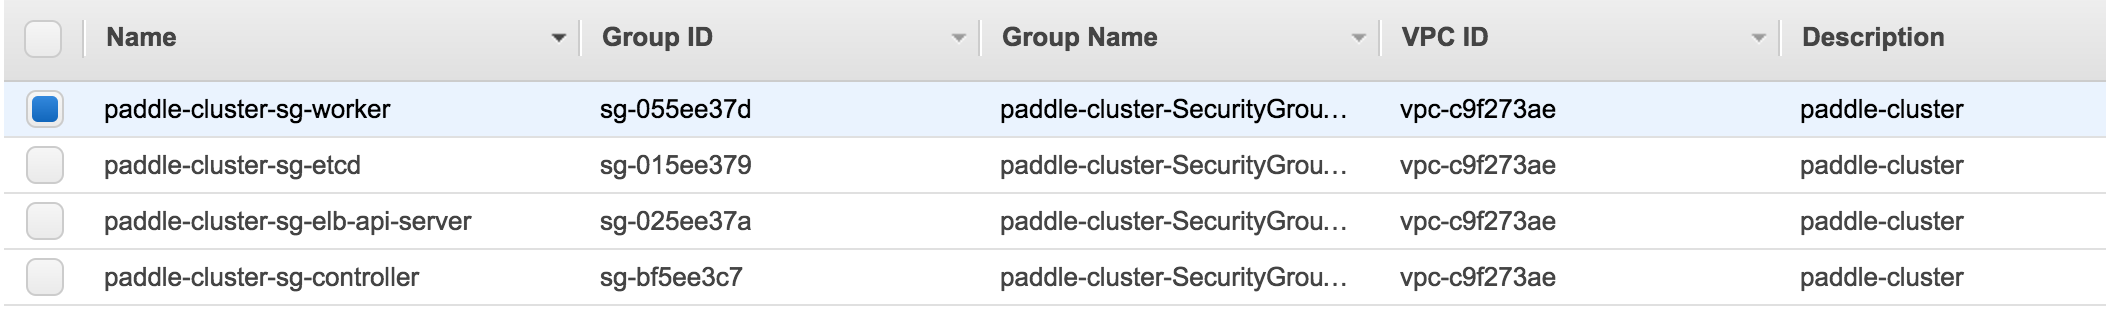 Name Group ID Group Name VPC ID Description
paddle-cluster-sg-worker sg-055ee37d paddle-cluster-SecurityGrou... vpc-c9f273ae paddle-cluster
paddle-cluster-sg-etcd sg-015ee379 paddle-cluster-SecurityGrou... vpc-c9f273ae paddle-cluster
paddle-cluster-sg-elb-api-server sg-025ee37a paddle-cluster-SecurityGrou... vpc-c9f273ae paddle-cluster
paddle-cluster-sg-controller sg-bf5ee3c7 paddle-cluster-SecurityGrou... vpc-c9f273ae paddle-cluster